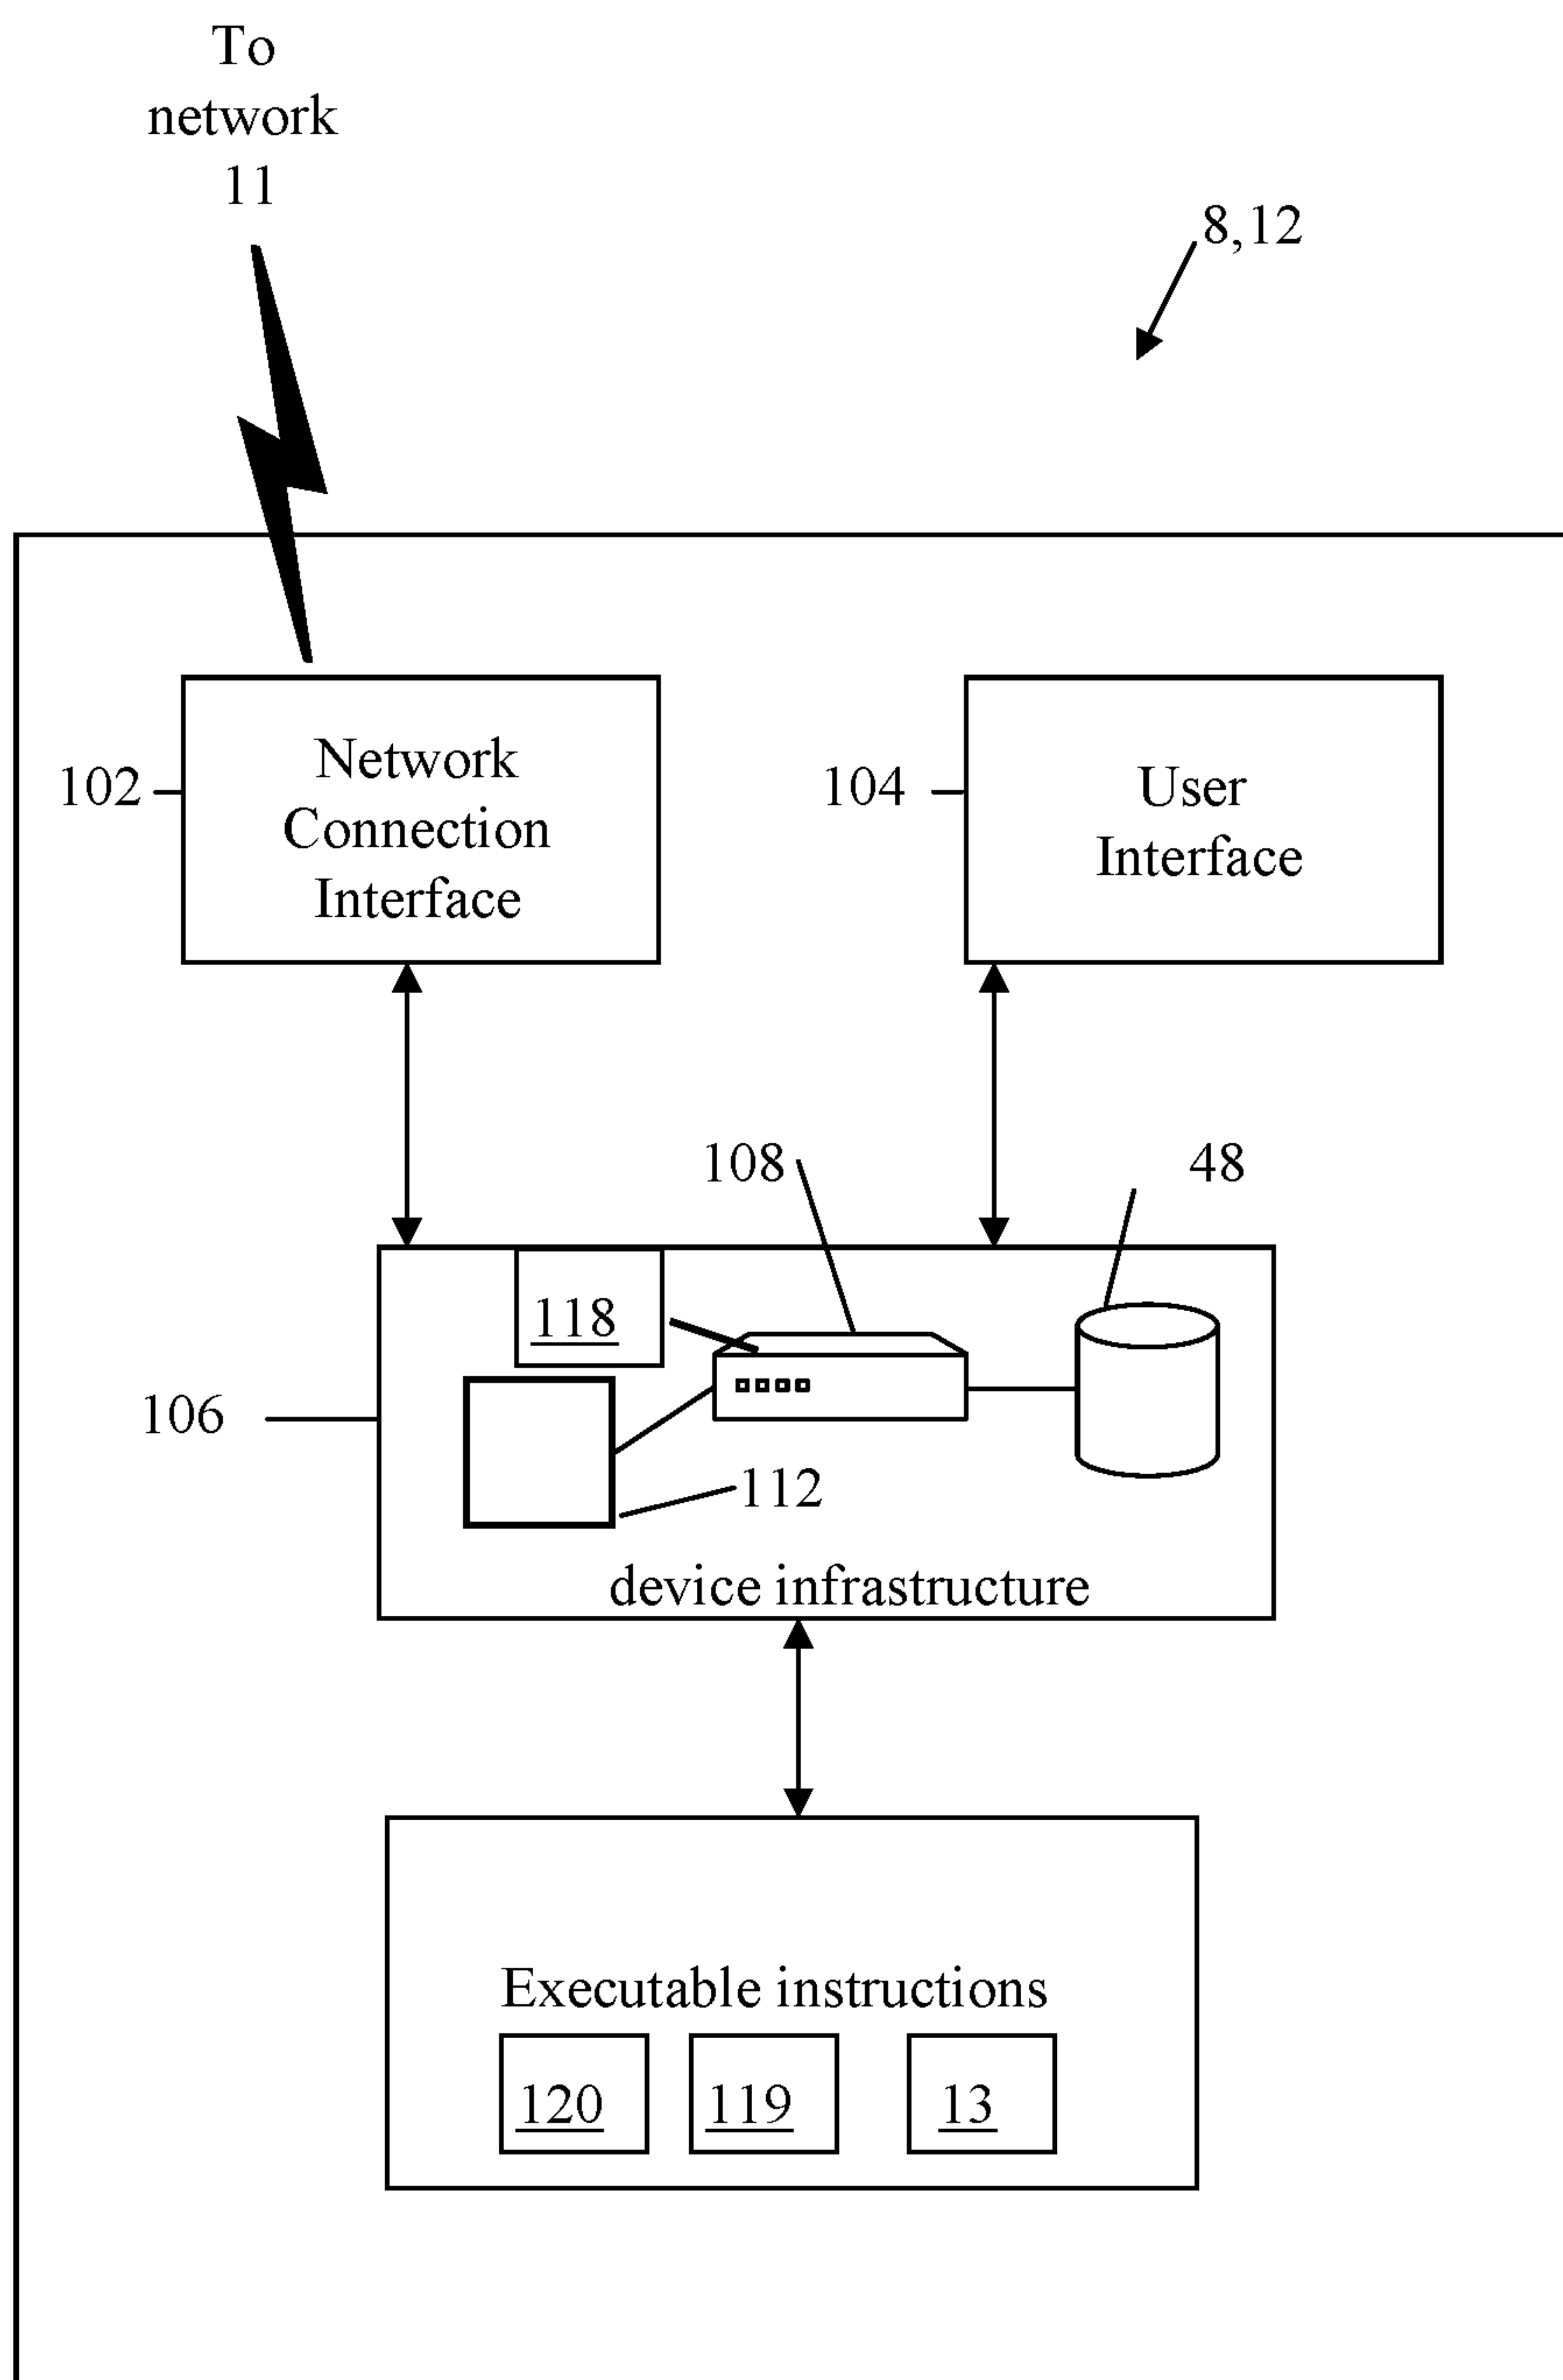 To
network
11
8,12
Network
Connection
Interface
102
104
User
Interface
108
48
118
106
112
device infrastructure
Executable instructions
120
119
13